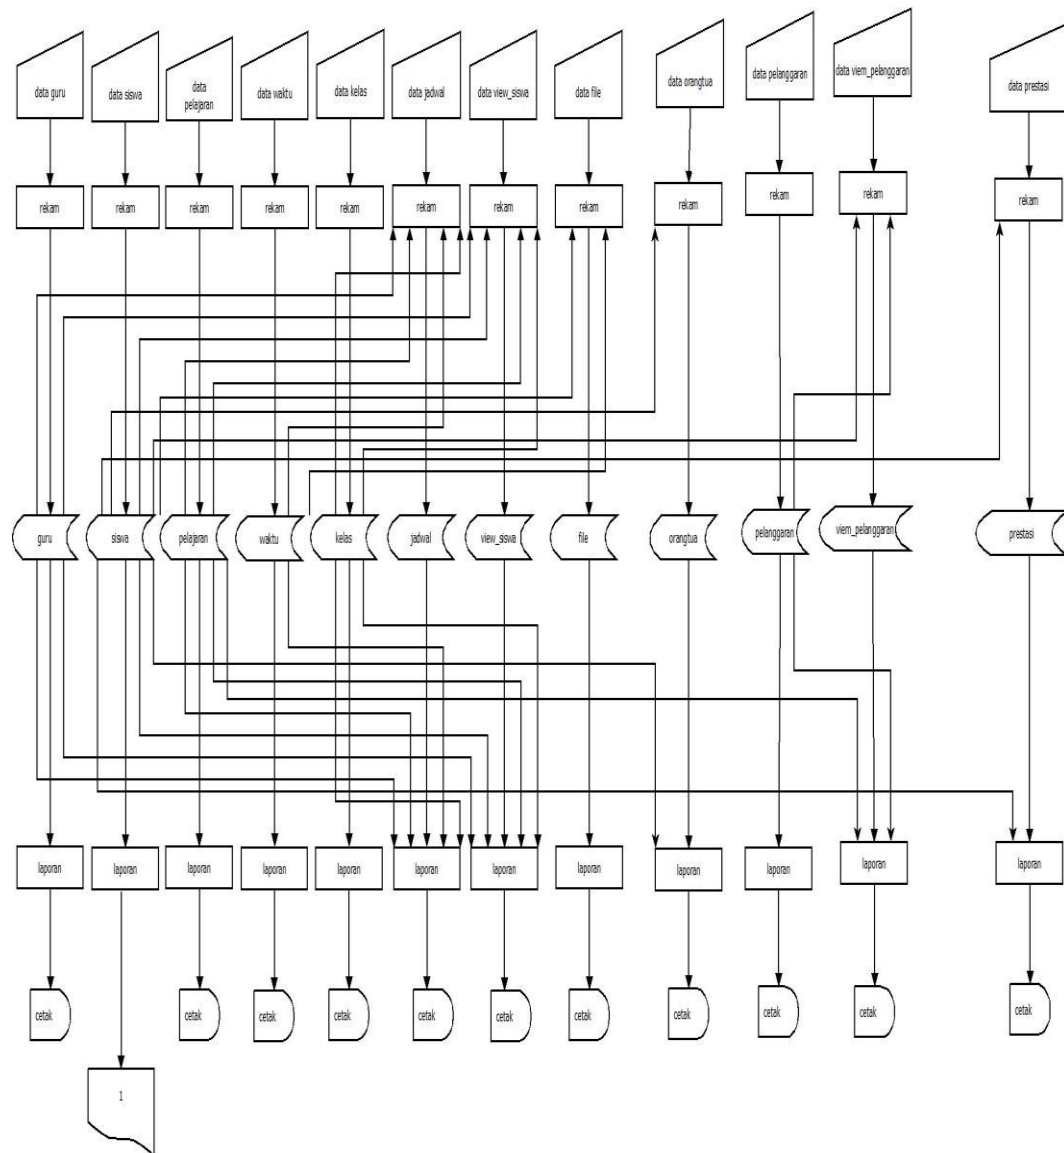 data guru
data siswa
data
pelajaran
data waktu
data kelas
data jadwal
data view_siswa
data file
data orangtua
data pelanggaran
data viem_pelanggaran
data prestasi
rekam
rekam
rekam
rekam
rekam
rekam
rekam
rekam
rekam
rekam
rekam
rekam
guru
siswa
pelajaran
waktu
kelas
jadwal
view_siswa
file
orangtua
pelanggaran
viem_pelanggaran
prestasi
laporan
laporan
laporan
laporan
laporan
laporan
laporan
laporan
laporan
laporan
laporan
laporan
cetak
cetak
cetak
cetak
cetak
cetak
cetak
cetak
cetak
cetak
cetak
1